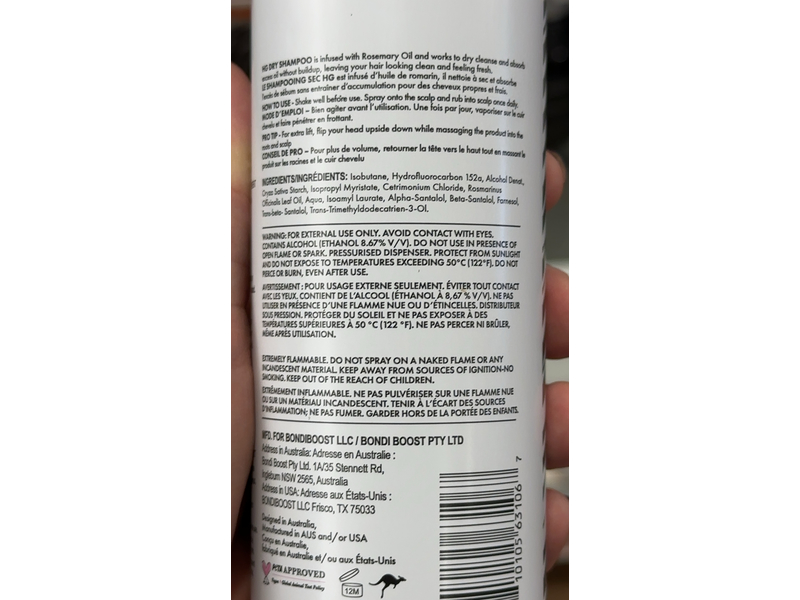 HG DRY SHAMPOO is infused with Rosemary Oil and works to dry cleanse and absorb
excess oil without buildup, leaving your hair looking clean and feeling fresh.
LE SHAMPOOING SEC HG est infusé d'huile de romarin, il nettoie à sec et absorbe
l'excès de sébum sans entraîner d'accumulation pour des cheveux propres et frais.
HOW TO USE - Shake well before use. Spray onto the scalp and rub into scalp once daily.
MODE D'EMPLOI – Bien agiter avant l'utilisation. Une fois par jour, vaporiser sur le cuir
chevelu et faire pénétrer en frottant.
PRO TIP - For extra lift, flip your head upside down while massaging the product into the
roots and scalp
CONSEIL DE PRO – Pour plus de volume, retourner la tête vers le haut tout en massant le
produit sur les racines et le cuir chevelu
INGREDIENTS/INGRÉDIENTS: Isobutane, Hydrofluorocarbon 152a, Alcohol Denat.,
Oryza Sativa Starch, Isopropyl Myristate, Cetrimonium Chloride, Rosmarinus
Officinalis Leaf Oil, Aqua, Isoamyl Laurate, Alpha-Santalol, Beta-Santalol, Farnesol,
Trans-beta- Santalol, Trans-Trimethyldodecatrien-3-Ol.
WARNING: FOR EXTERNAL USE ONLY. AVOID CONTACT WITH EYES,
CONTAINS ALCOHOL (ETHANOL 8.67% V/V). DO NOT USE IN PRESENCE OF
OPEN FLAME OR SPARK. PRESSURISED DISPENSER. PROTECT FROM SUNLIGHT
AND DO NOT EXPOSE TO TEMPERATURES EXCEEDING 50°C (122°F). DO NOT
PIERCE OR BURN, EVEN AFTER USE.
AVERTISSEMENT : POUR USAGE EXTERNE SEULEMENT. ÉVITER TOUT CONTACT
AVEC LES YEUX, CONTIENT DE L'ALCOOL (ÉTHANOL À 8,67 % V/V). NE PAS
UTILISER EN PRÉSENCE D'UNE FLAMME NUE OU D'ÉTINCELLES. DISTRIBUTEUR
SOUS PRESSION. PROTÉGER DU SOLEIL ET NE PAS EXPOSER À DES
TEMPÉRATURES SUPÉRIEURES À 50 °C (122 °F). NE PAS PERCER NI BRÛLER,
MÊME APRÈS UTILISATION.
EXTREMELY FLAMMABLE. DO NOT SPRAY ON A NAKED FLAME OR ANY
INCANDESCENT MATERIAL. KEEP AWAY FROM SOURCES OF IGNITION-NO
SMOKING. KEEP OUT OF THE REACH OF CHILDREN.
EXTRÊMEMENT INFLAMMABLE. NE PAS PULVÉRISER SUR UNE FLAMME NUE
OU SUR UN MATÉRIAU INCANDESCENT. TENIR À L'ÉCART DES SOURCES
D'INFLAMMATION; NE PAS FUMER. GARDER HORS DE LA PORTÉE DES ENFANTS.
MFD. FOR BONDIBOOST LLC / BONDI BOOST PTY LTD
Address in Australia: Adresse en Australie :
Bondi Boost Pty Ltd. 1A/35 Stennett Rd,
Ingleburn NSW 2565, Australia
Address in USA: Adresse aux États-Unis :
BONDIBOOST LLC Frisco, TX 75033
Designed in Australia,
Manufactured in AUS and/or USA
Conçu en Australie,
Fabriqué en Australie et/ou aux États-Unis
PETA APPROVED
Vegan · Global Animal Test Policy
12M
10105 63106 7